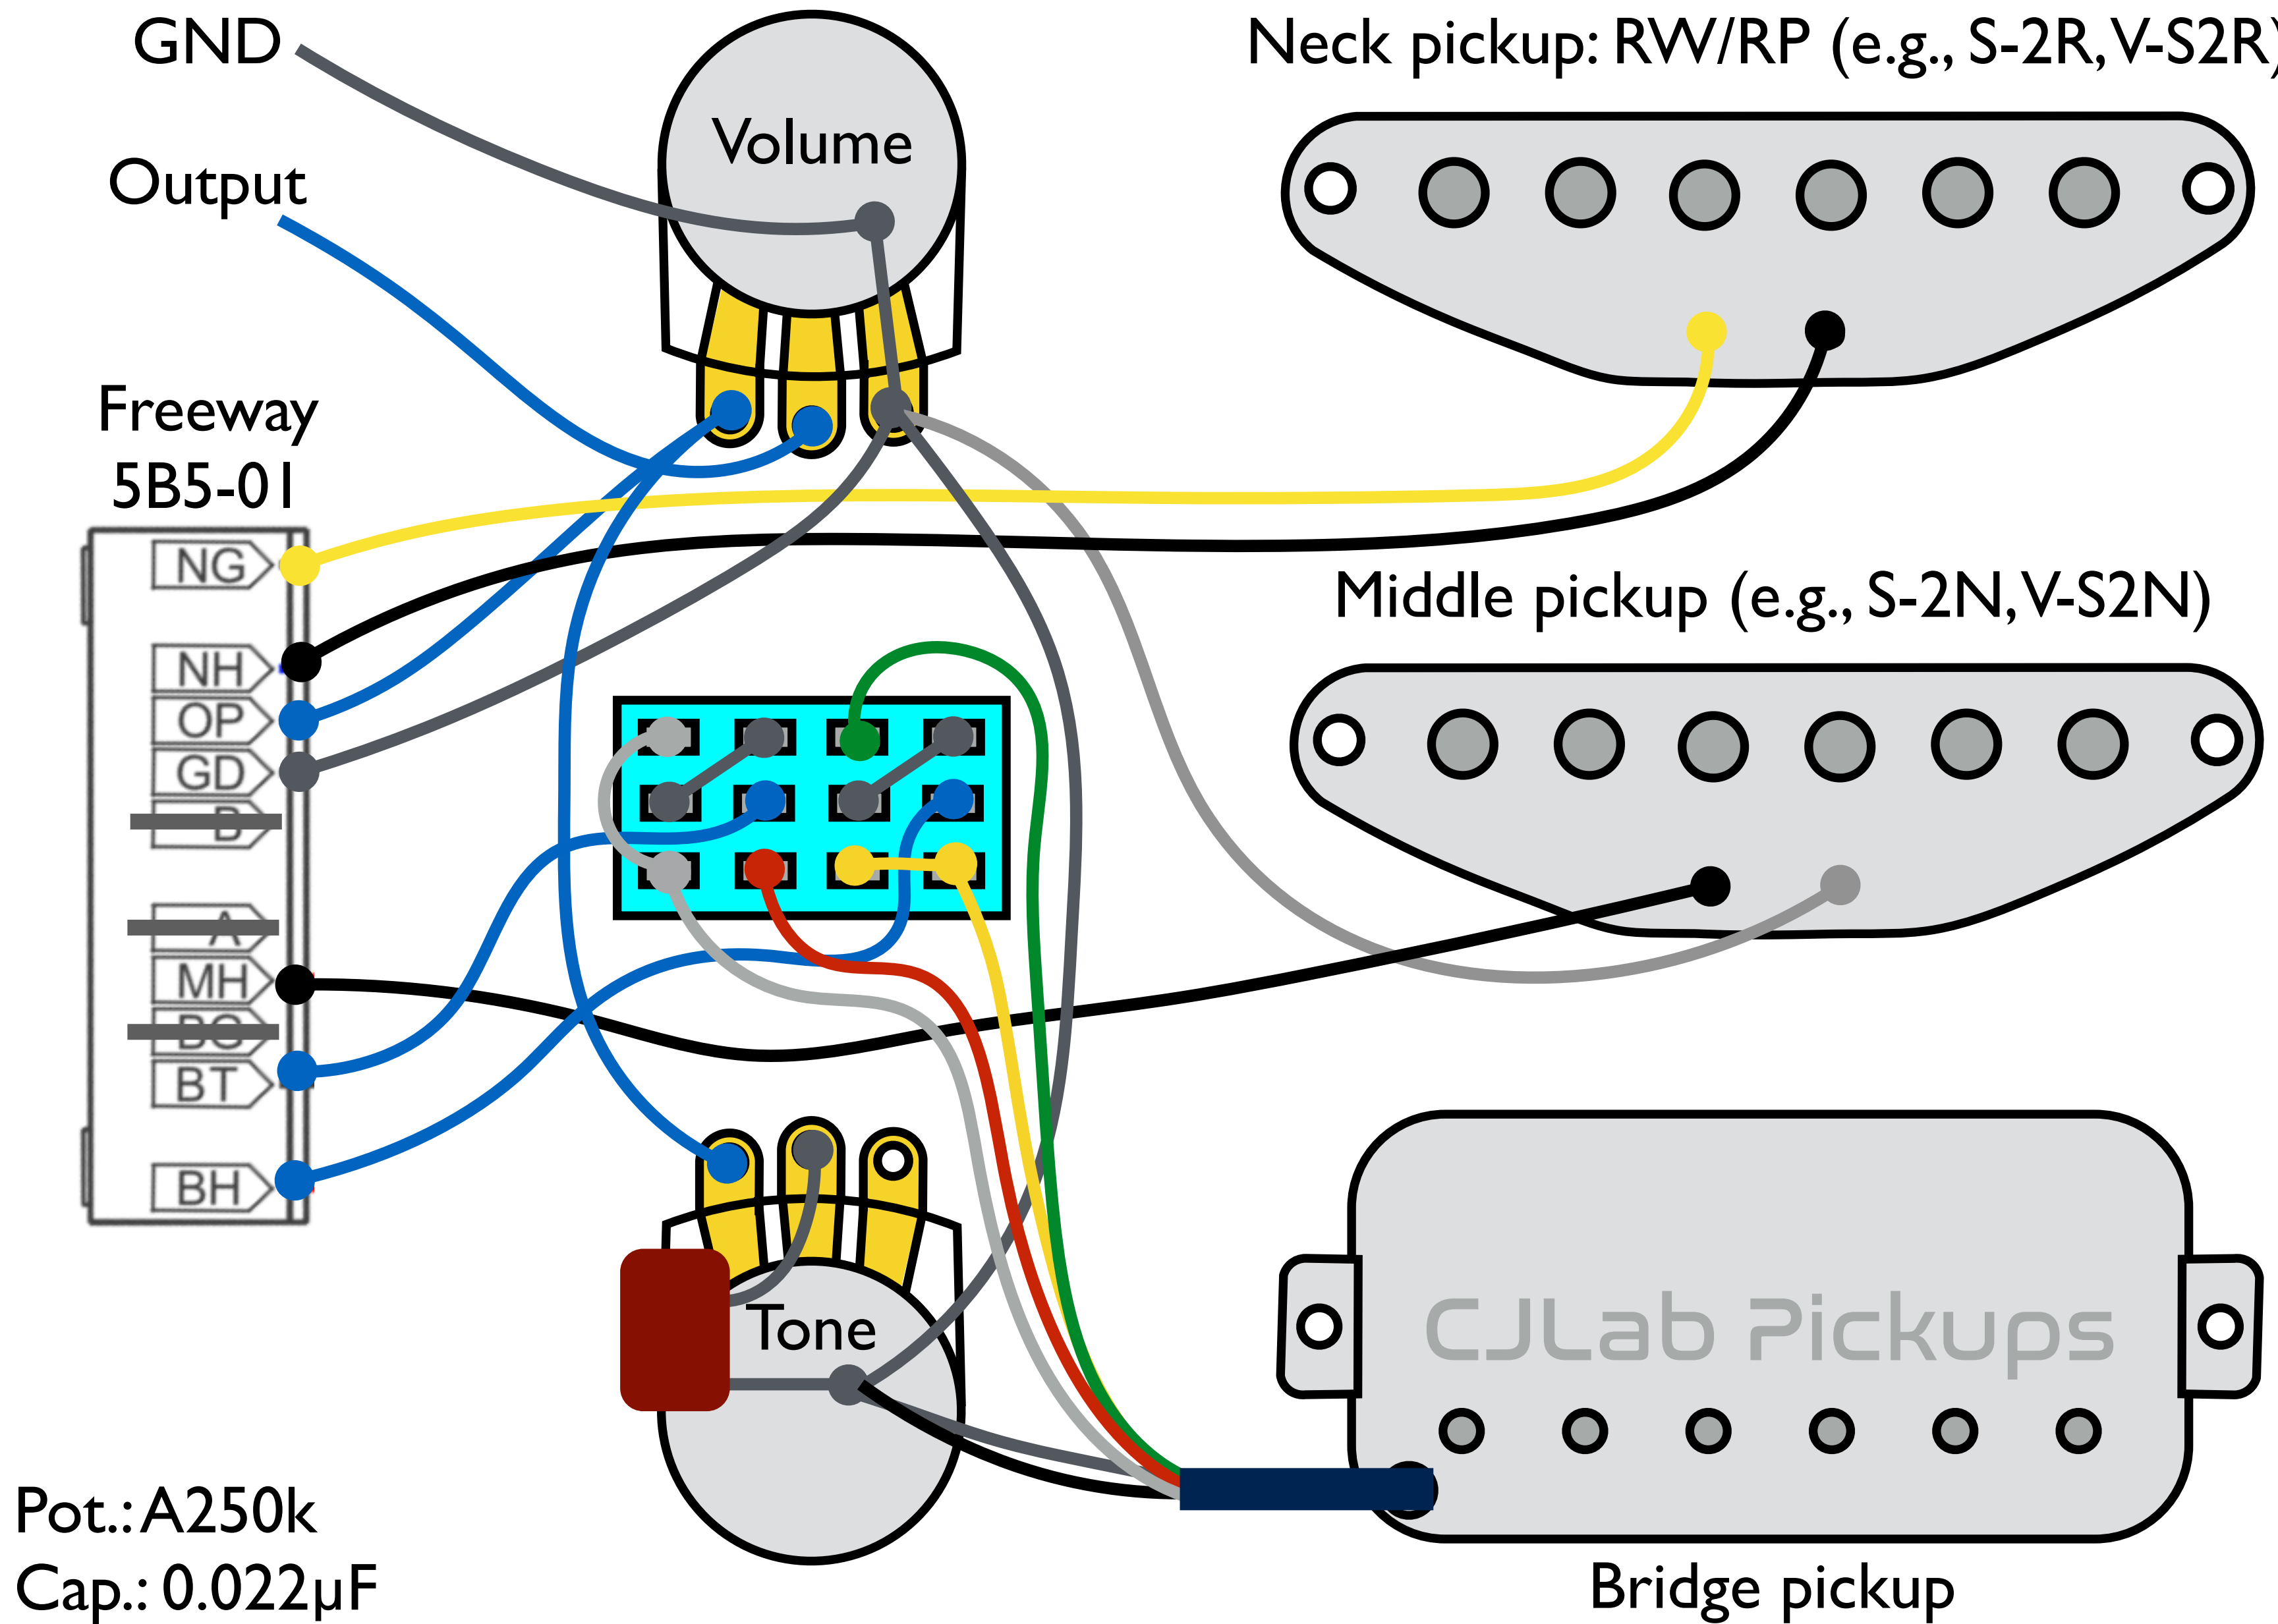 GND
Neck pickup: RW/RP (e.g., S-2R, V-S2R)
Volume
Output
Freeway
5B5-01
NG
NH
OP
GD
B
A
MH
BG
BT
BH
Middle pickup (e.g., S-2N, V-S2N)
Tone
CJLab Pickups
Pot.: A250k
Cap.: 0.022µF
Bridge pickup